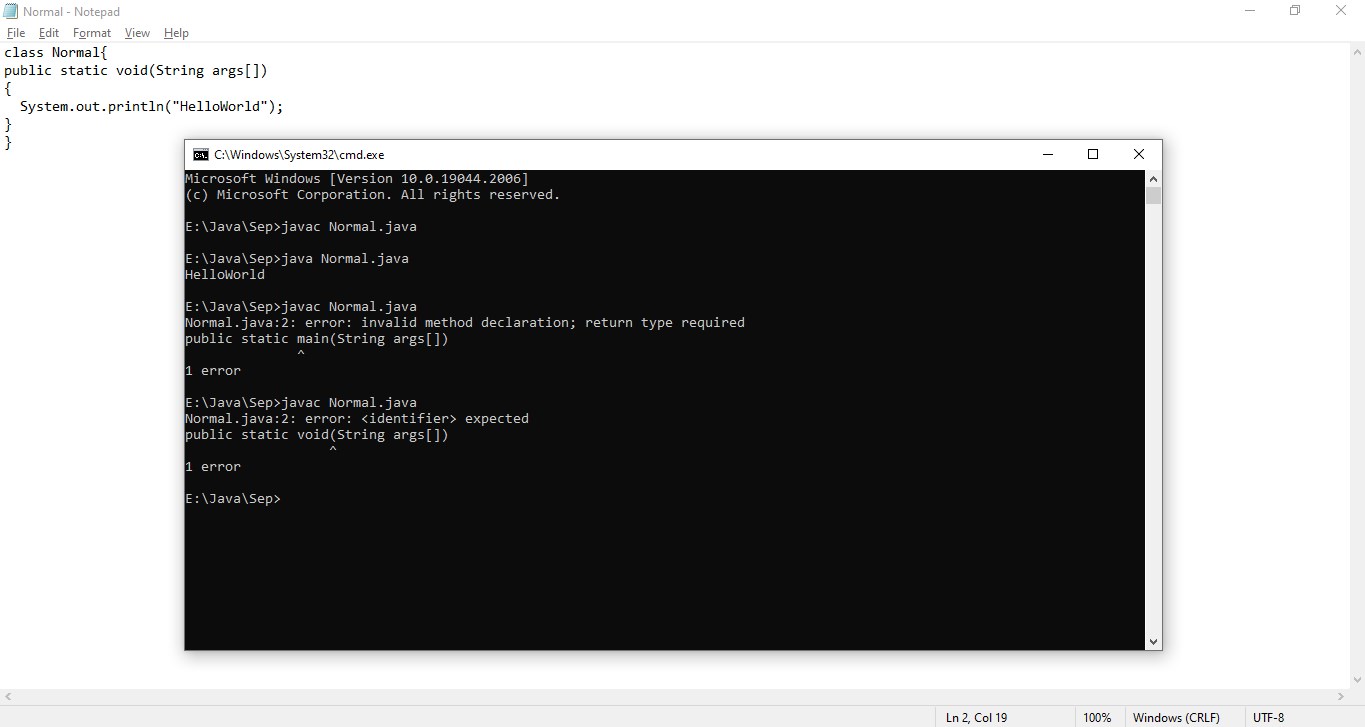 Normal - Notepad
File Edit Format View Help
class Normal{
public static void(String args[])
{
  System.out.println("HelloWorld");
}
}
C:\Windows\System32\cmd.exe
Microsoft Windows [Version 10.0.19044.2006]
(c) Microsoft Corporation. All rights reserved.
E:\Java\Sep>javac Normal.java
E:\Java\Sep>java Normal.java
HelloWorld
E:\Java\Sep>javac Normal.java
Normal.java:2: error: invalid method declaration; return type required
public static main(String args[])
^
1 error
E:\Java\Sep>javac Normal.java
Normal.java:2: error: <identifier> expected
public static void(String args[])
^
1 error
E:\Java\Sep>
Ln 2, Col 19 100% Windows (CRLF) UTF-8